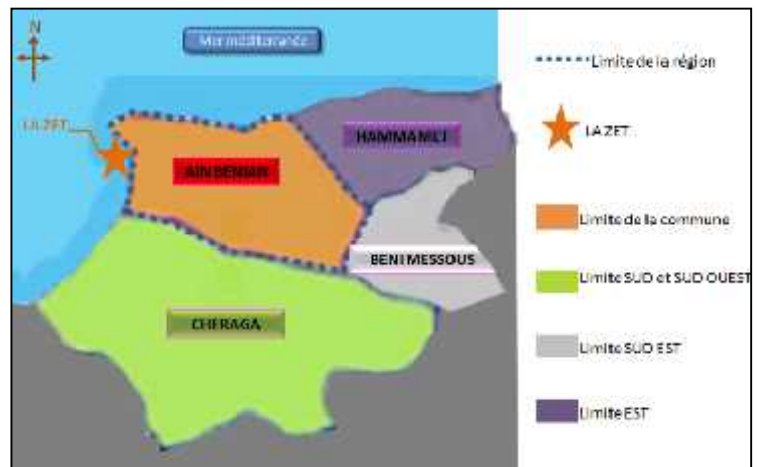 N
Mer méditerranée
LA ZET
HAMMAMET
AIN BENIAN
BENI MESSOUS
CHERAGA
Limite de la région
LA ZET
Limite de la commune
Limite SUD et SUD OUEST
Limite SUD EST
Limite EST